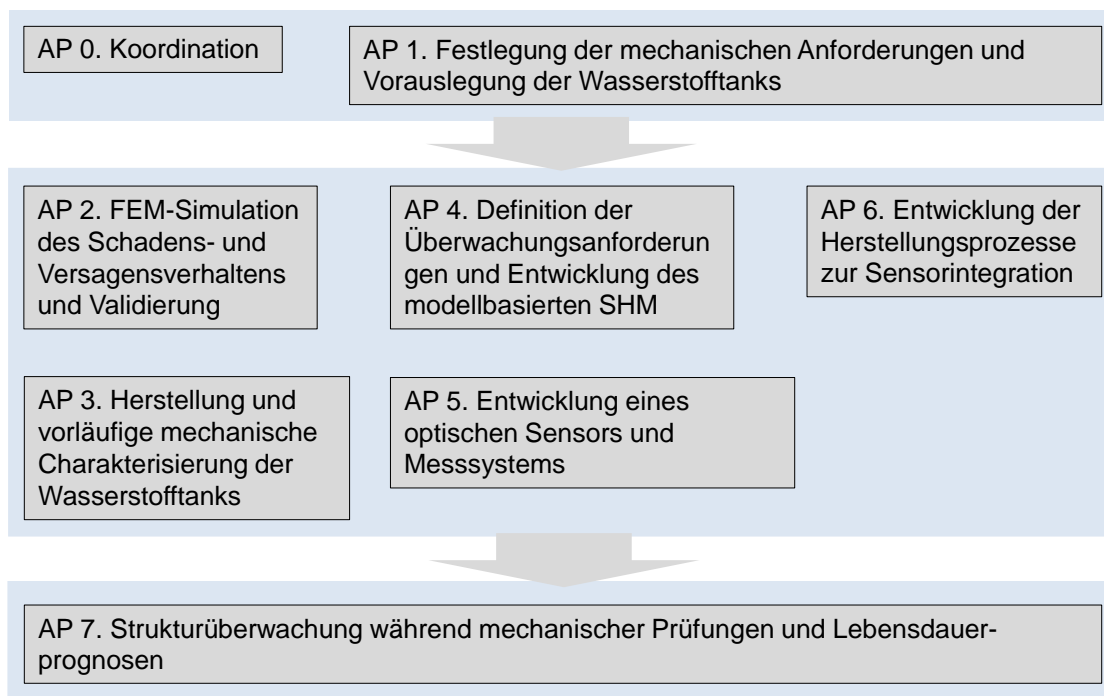 AP 0. Koordination
AP 1. Festlegung der mechanischen Anforderungen und
Vorauslegung der Wasserstofftanks
AP 2. FEM-Simulation
des Schadens- und
Versagensverhaltens
und Validierung
AP 4. Definition der
Überwachungsanforderun
gen und Entwicklung des
modellbasierten SHM
AP 6. Entwicklung der
Herstellungsprozesse
zur Sensorintegration
AP 3. Herstellung und
vorläufige mechanische
Charakterisierung der
Wasserstofftanks
AP 5. Entwicklung eines
optischen Sensors und
Messsystems
AP 7. Strukturüberwachung während mechanischer Prüfungen und Lebensdauer-
prognosen